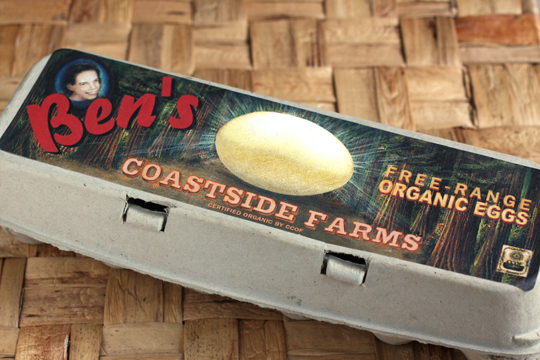 Ben's
COASTSIDE FARMS
CERTIFIED ORGANIC BY CCOF
FREE-RANGE
ORGANIC EGGS